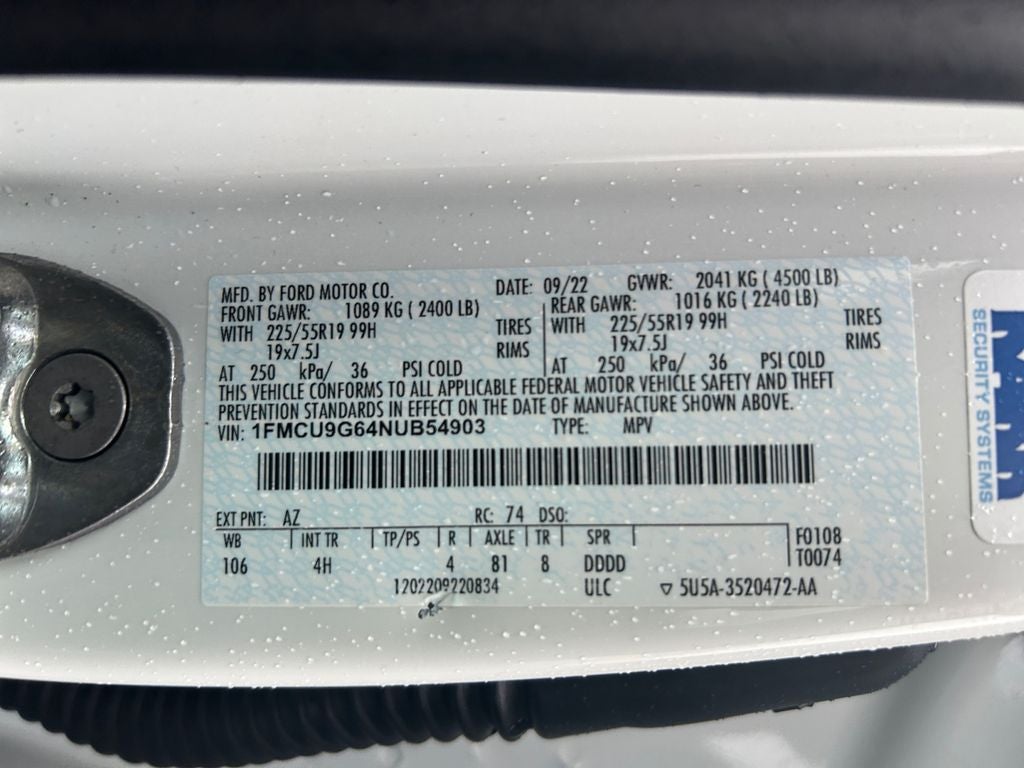 MFD. BY FORD MOTOR CO. DATE: 09/22 GVWR: 2041 KG ( 4500 LB)
FRONT GAWR: 1089 KG ( 2400 LB) REAR GAWR: 1016 KG ( 2240 LB)
WITH 225/55R19 99H TIRES WITH 225/55R19 99H TIRES
19x7.5J RIMS 19x7.5J RIMS
AT 250 kPa/ 36 PSI COLD AT 250 kPa/ 36 PSI COLD
THIS VEHICLE CONFORMS TO ALL APPLICABLE FEDERAL MOTOR VEHICLE SAFETY AND THEFT
PREVENTION STANDARDS IN EFFECT ON THE DATE OF MANUFACTURE SHOWN ABOVE.
VIN: 1FMCU9G64NUB54903 TYPE: MPV
EXT PNT: AZ RC: 74 DSO:
WB INT TR TP/PS R AXLE TR SPR F0108
106 4H 4 81 8 DDDD T0074
1202209220834 ULC ▽ 5U5A-3520472-AA
SECURITY SYSTEMS